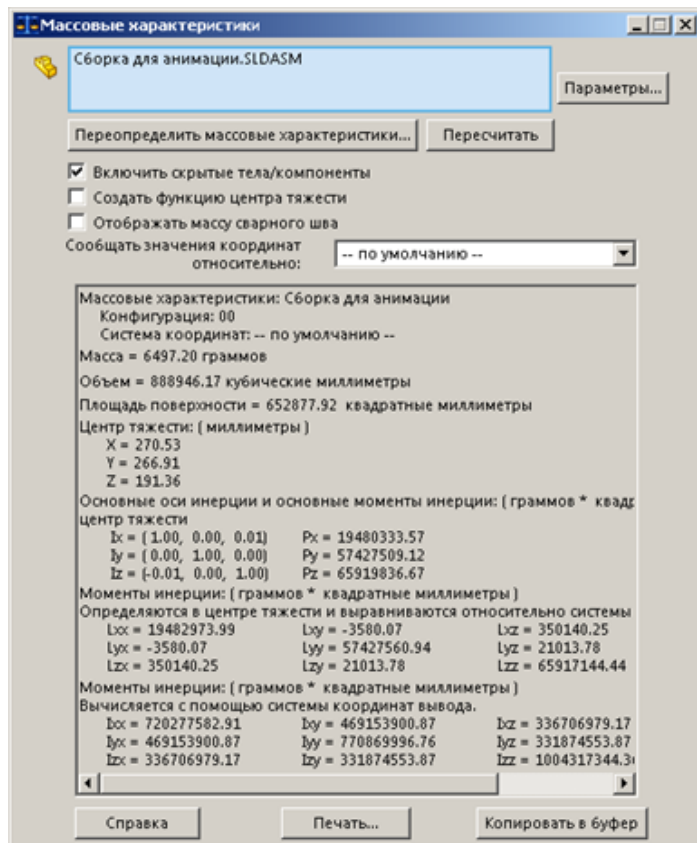 Массовые характеристики
Сборка для анимации.SLDASM
Параметры...
Переопределить массовые характеристики... Пересчитать
Включить скрытые тела/компоненты
Создать функцию центра тяжести
Отображать массу сварного шва
Сообщать значения координат
относительно: -- по умолчанию --
Массовые характеристики: Сборка для анимации
Конфигурация: 00
Система координат: -- по умолчанию --
Масса = 6497.20 граммов
Объем = 888946.17 кубические миллиметры
Площадь поверхности = 652877.92 квадратные миллиметры
Центр тяжести: ( миллиметры )
X = 270.53
Y = 266.91
Z = 191.36
Основные оси инерции и основные моменты инерции: ( граммов * квадр
центр тяжести
Ix = ( 1.00, 0.00, 0.01) Px = 19480333.57
Iy = ( 0.00, 1.00, 0.00) Py = 57427509.12
Iz = (-0.01, 0.00, 1.00) Pz = 65919836.67
Моменты инерции: ( граммов * квадратные миллиметры )
Определяются в центре тяжести и выравниваются относительно системы
Lxx = 19482973.99 Lxy = -3580.07 Lxz = 350140.25
Lyx = -3580.07 Lyy = 57427560.94 Lyz = 21013.78
Lzx = 350140.25 Lzy = 21013.78 Lzz = 65917144.44
Моменты инерции: ( граммов * квадратные миллиметры )
Вычисляется с помощью системы координат вывода.
Ixx = 720277582.91 Ixy = 469153900.87 Ixz = 336706979.17
Iyx = 469153900.87 Iyy = 770869996.76 Iyz = 331874553.87
Izx = 336706979.17 Izy = 331874553.87 Izz = 1004317344.3
Справка Печать... Копировать в буфер